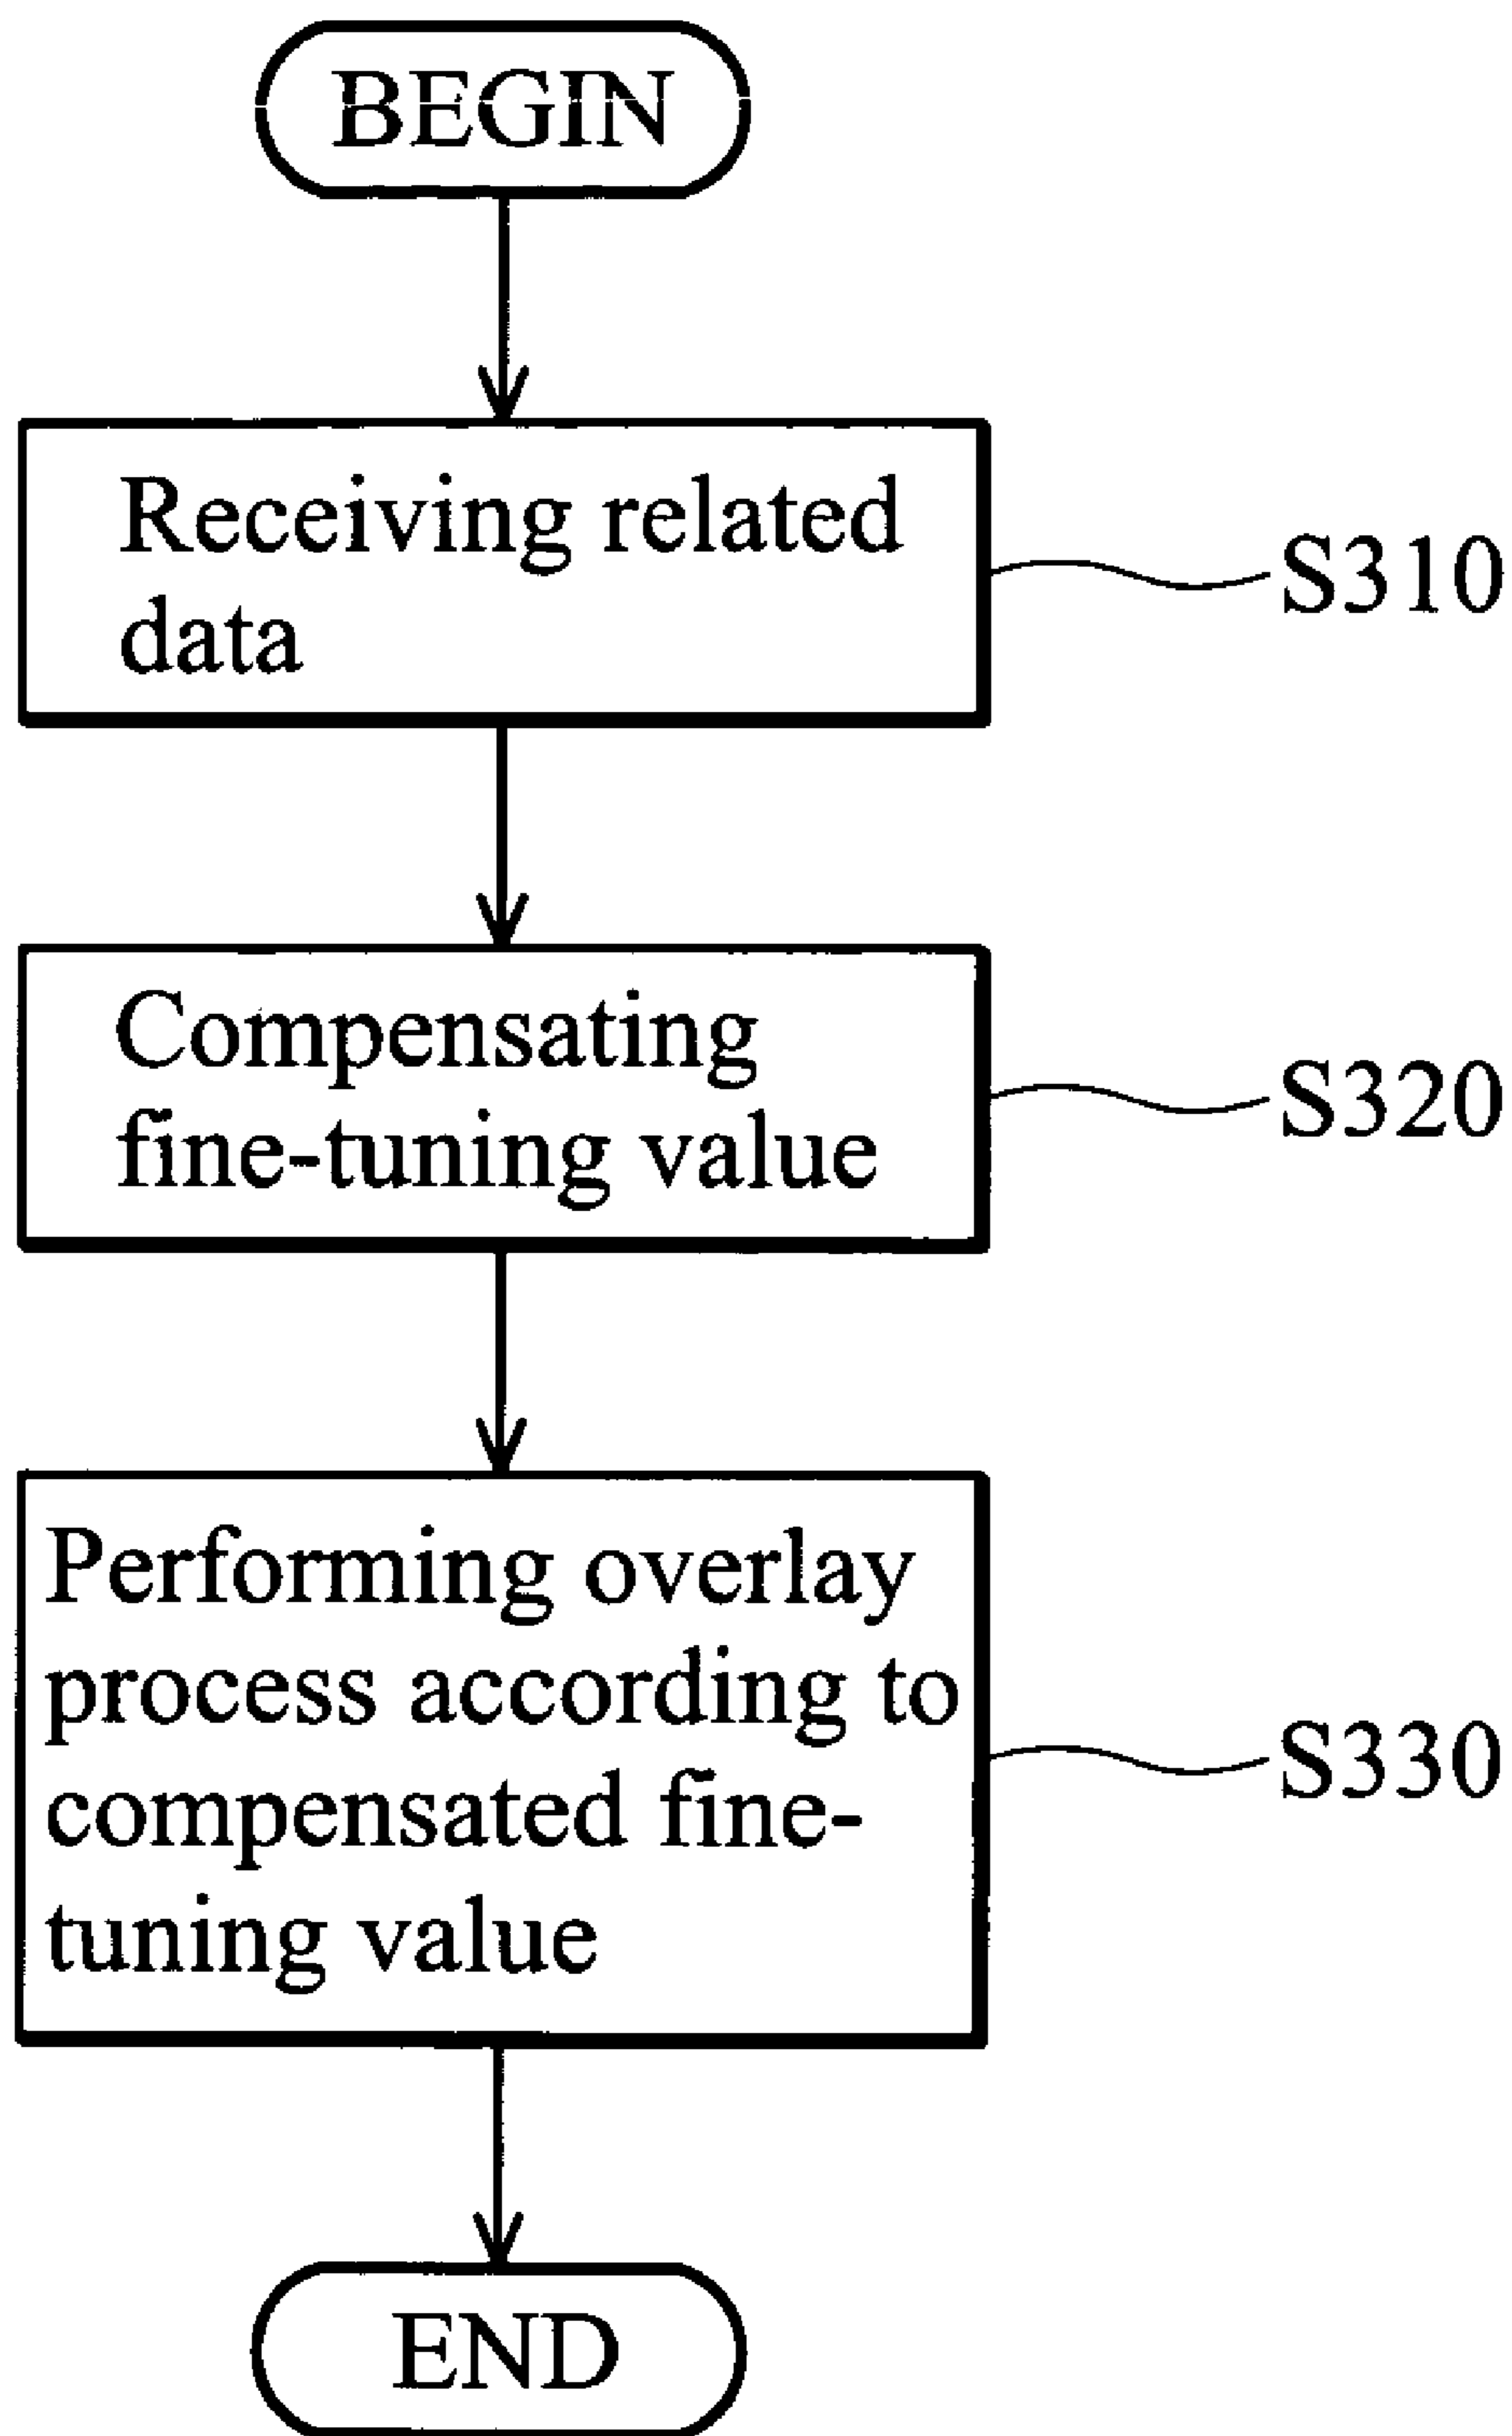 BEGIN
Receiving related
data
S310
Compensating
fine-tuning value
S320
Performing overlay
process according to
compensated fine-
tuning value
S330
END